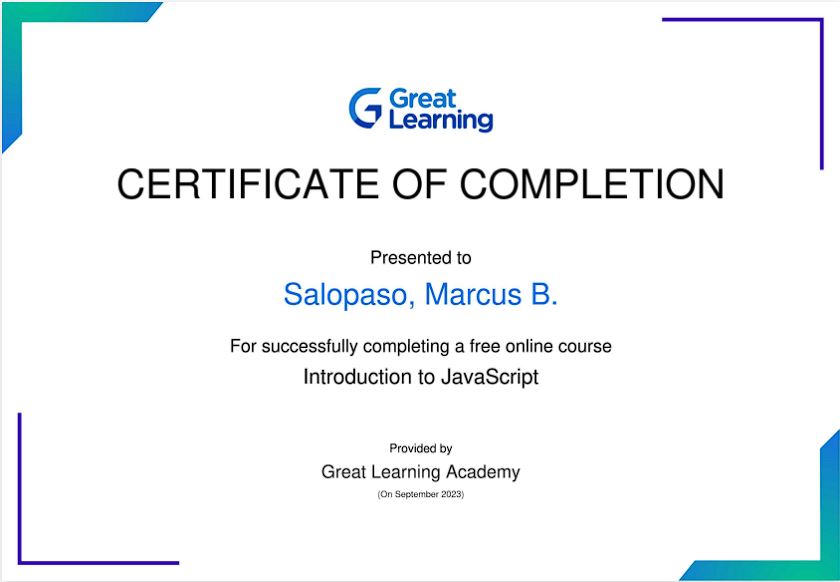 Great
Learning
CERTIFICATE OF COMPLETION
Presented to
Salopaso, Marcus B.
For successfully completing a free online course
Introduction to JavaScript
Provided by
Great Learning Academy
(On September 2023)